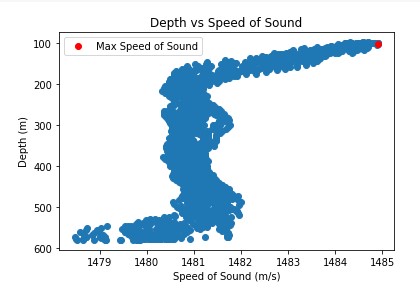 Depth vs Speed of Sound
Max Speed of Sound
Depth (m)
100
200
300
400
500
600
1479 1480 1481 1482 1483 1484 1485
Speed of Sound (m/s)